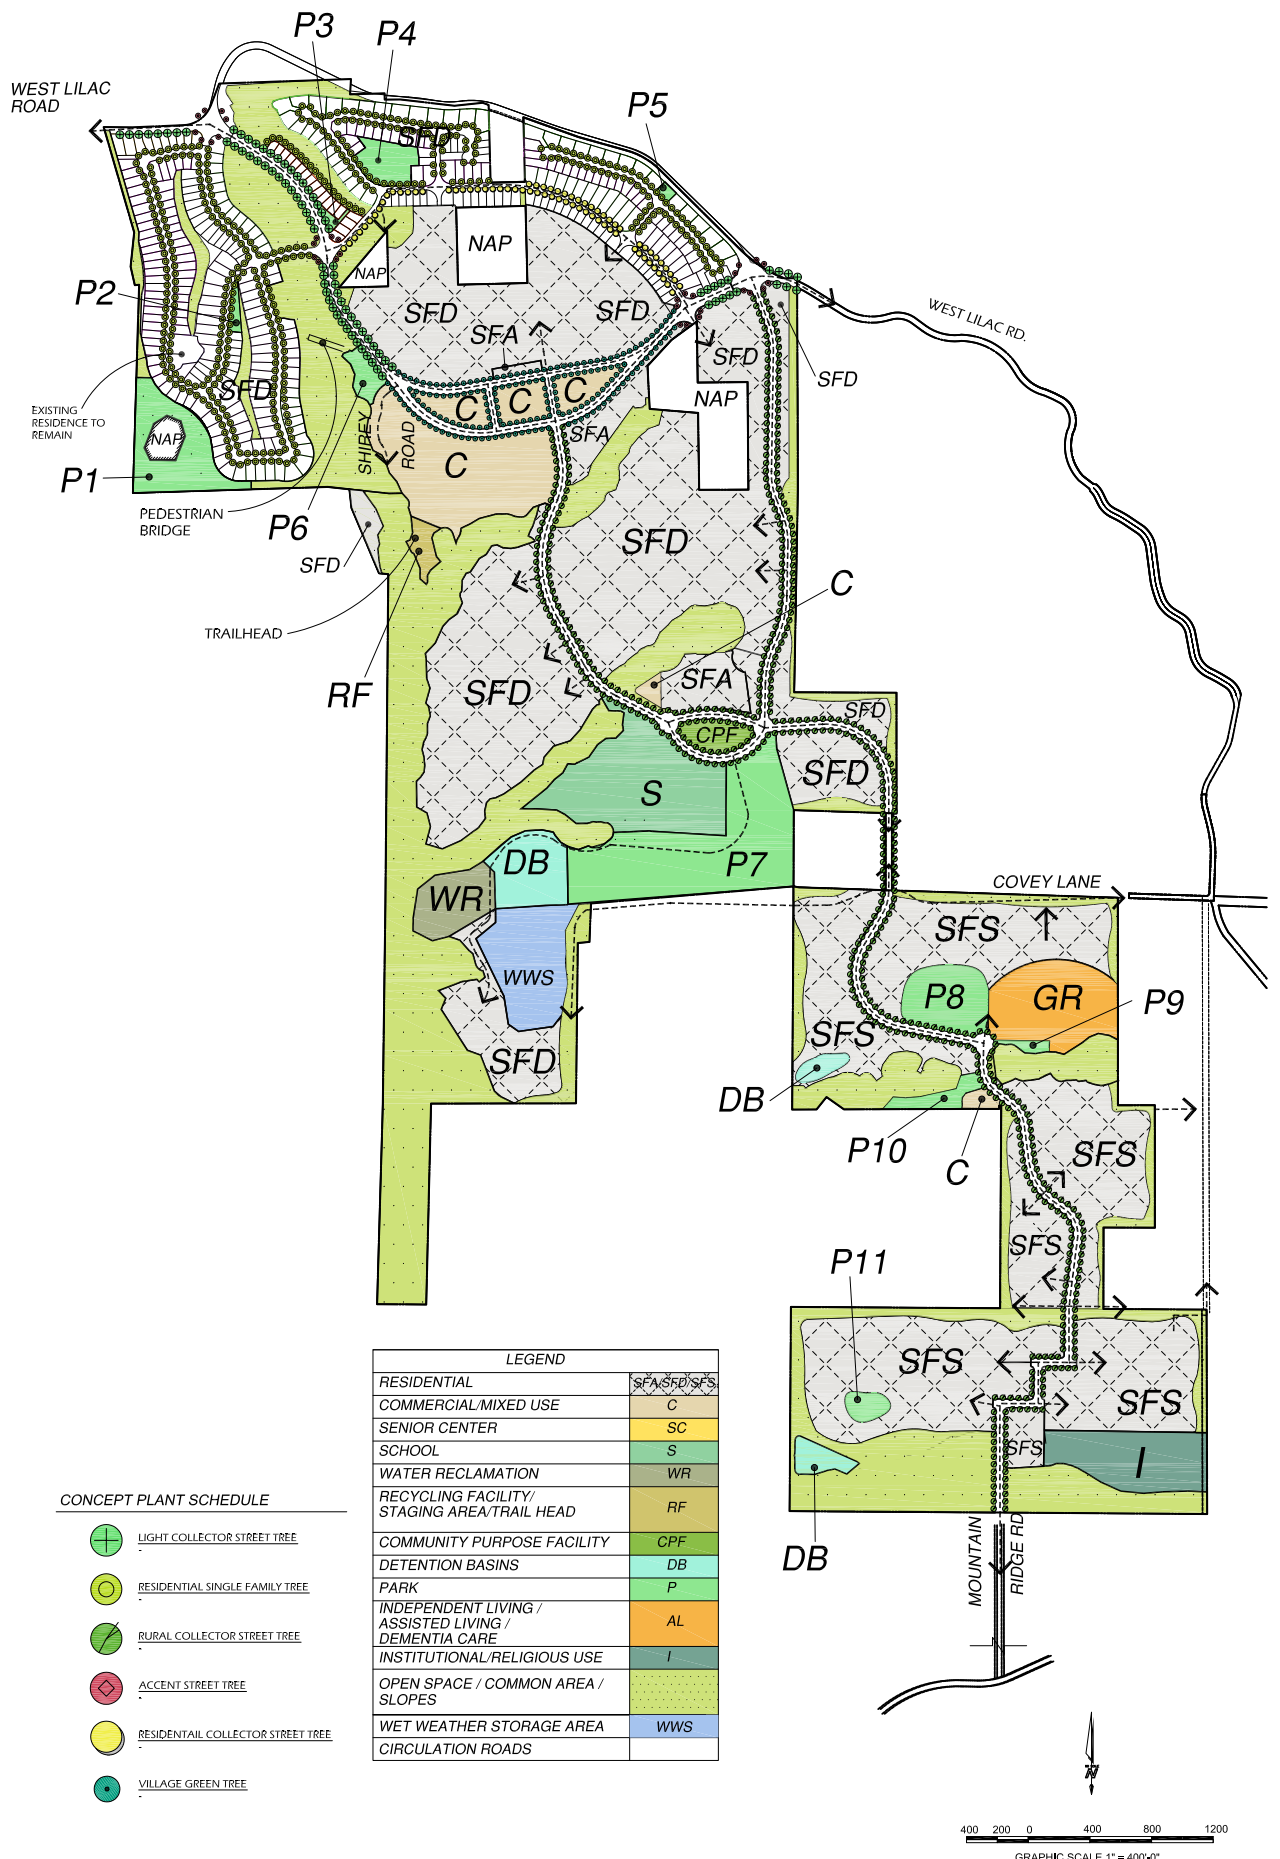 P3
P4
WEST LILAC
ROAD
P5
SFD
NAP
NAP
P2
SFD
SFD
SFA
WEST LILAC RD.
SFD
SFD
SFD
EXISTING
RESIDENCE TO
REMAIN
NAP
C
C
C
NAP
SFA
SHIREY
ROAD
C
P1
PEDESTRIAN
BRIDGE
P6
SFD
SFD
C
TRAILHEAD
RF
SFD
SFA
SFD
CPF
SFD
S
DB
P7
WR
COVEY LANE
SFS
WWS
P8
GR
P9
SFS
SFD
DB
P10
C
SFS
SFS
P11
SFS
SFS
SFS
I
DB
MOUNTAIN
RIDGE RD
LEGEND
RESIDENTIAL SFA/SFD/SFS
COMMERCIAL/MIXED USE C
SENIOR CENTER SC
SCHOOL S
WATER RECLAMATION WR
RECYCLING FACILITY/
STAGING AREA/TRAIL HEAD RF
COMMUNITY PURPOSE FACILITY CPF
DETENTION BASINS DB
PARK P
INDEPENDENT LIVING /
ASSISTED LIVING / AL
DEMENTIA CARE
INSTITUTIONAL/RELIGIOUS USE I
OPEN SPACE / COMMON AREA /
SLOPES
WET WEATHER STORAGE AREA WWS
CIRCULATION ROADS
CONCEPT PLANT SCHEDULE
LIGHT COLLECTOR STREET TREE
-
RESIDENTIAL SINGLE FAMILY TREE
-
RURAL COLLECTOR STREET TREE
-
ACCENT STREET TREE
-
RESIDENTAIL COLLECTOR STREET TREE
-
VILLAGE GREEN TREE
-
N
400 200 0 400 800 1200
GRAPHIC SCALE 1" = 400'-0"